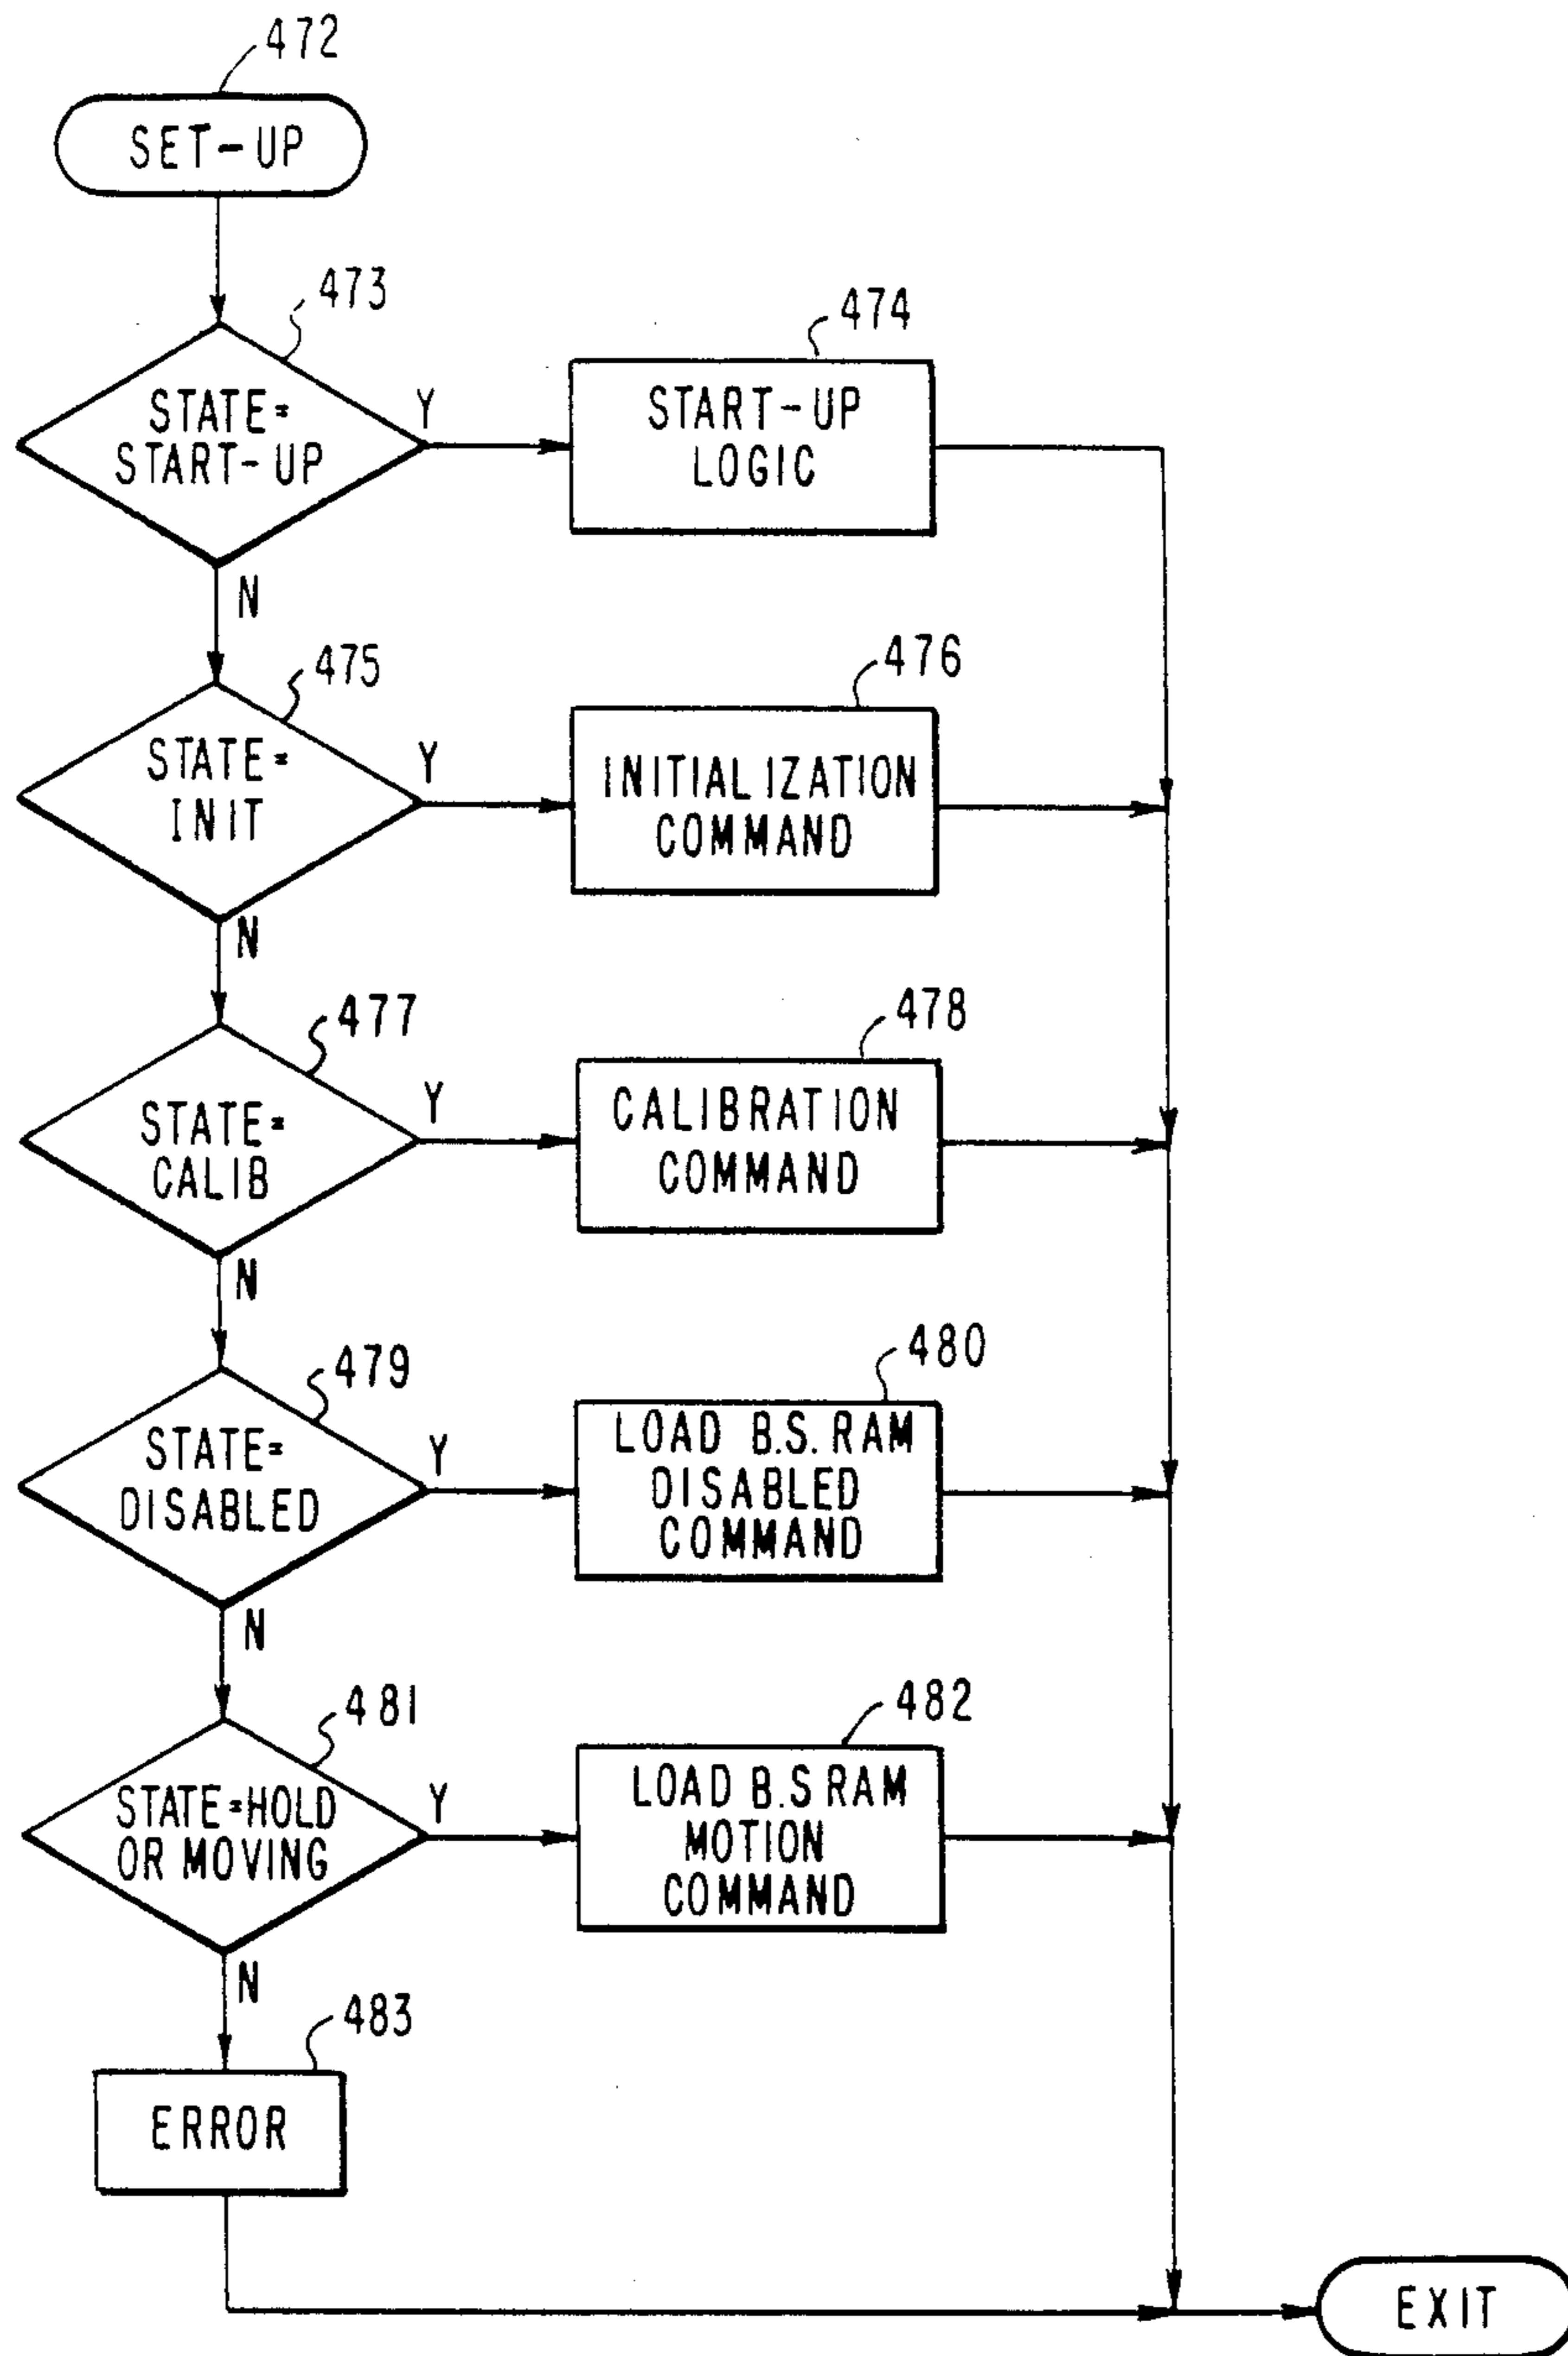 472
SET-UP
473
STATE=
START-UP
Y
N
474
START-UP
LOGIC
475
STATE=
INIT
Y
N
476
INITIALIZATION
COMMAND
477
STATE=
CALIB
Y
N
478
CALIBRATION
COMMAND
479
STATE=
DISABLED
Y
N
480
LOAD B.S. RAM
DISABLED
COMMAND
481
STATE=HOLD
OR MOVING
Y
N
482
LOAD B.S RAM
MOTION
COMMAND
483
ERROR
EXIT